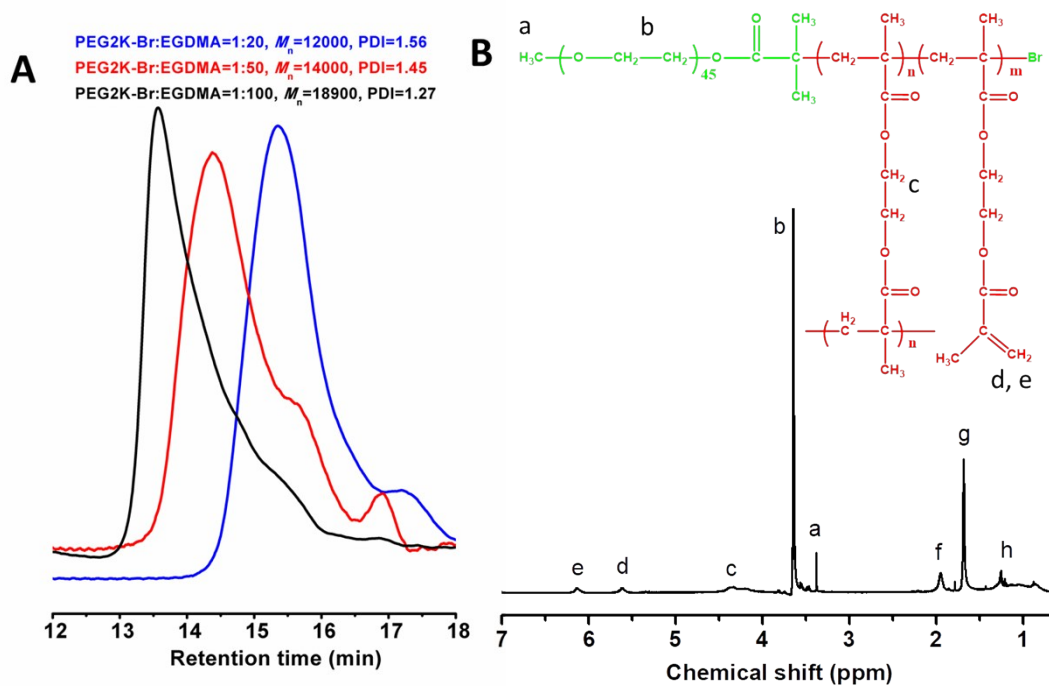 A
PEG2K-Br:EGDMA=1:20, Mn=12000, PDI=1.56
PEG2K-Br:EGDMA=1:50, Mn=14000, PDI=1.45
PEG2K-Br:EGDMA=1:100, Mn=18900, PDI=1.27
12 13 14 15 16 17 18
Retention time (min)
B
a b
O CH3 CH3
H3C ( O ) 45 O ( CH2 ) n ( CH2 ) m Br
CH3
O O
O O
CH2 c CH2
CH2 CH2
O O
O O
( CH2 ) n
CH3
H3C CH2
d, e
b
g
a
e d c f h
7 6 5 4 3 2 1
Chemical shift (ppm)